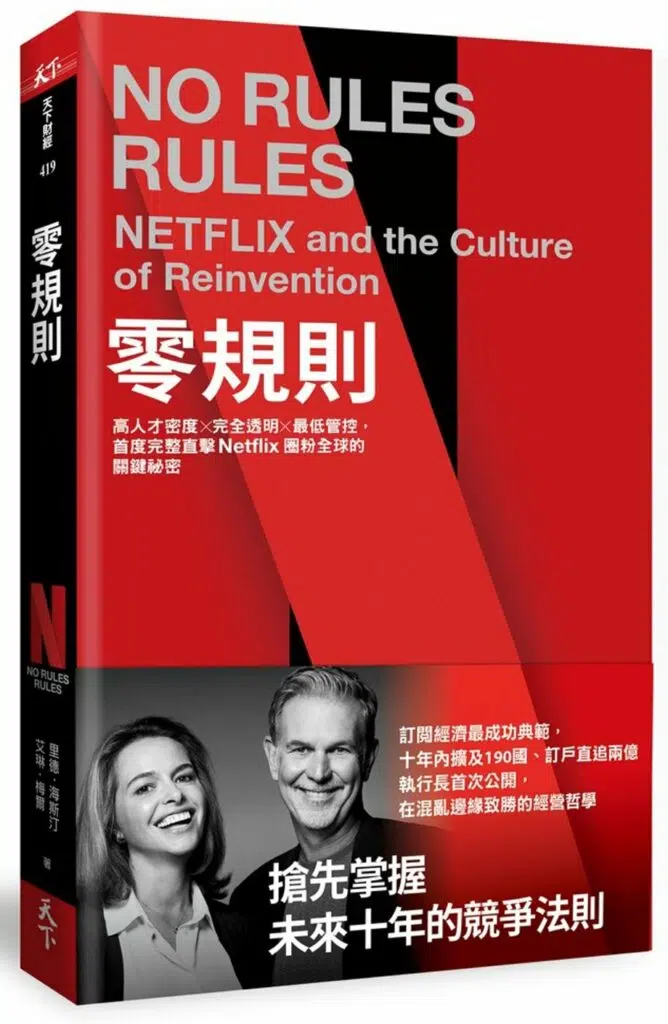 天下
天下財經
419
零規則
N
NO RULES
RULES
里德・海斯汀
艾琳・梅爾
著
天下
NO RULES
RULES
NETFLIX and the Culture
of Reinvention
零規則
高人才密度×完全透明×最低管控，
首度完整直擊Netflix 圈粉全球的
關鍵祕密
訂閱經濟最成功典範，
十年內擴及190國、訂戶直追兩億
執行長首次公開，
在混亂邊緣致勝的經營哲學
搶先掌握
未來十年的競爭法則